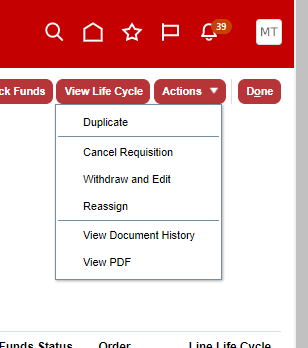 39
MT
ck Funds View Life Cycle Actions Done
Duplicate
Cancel Requisition
Withdraw and Edit
Reassign
View Document History
View PDF
Funds Status Order Line Life Cycle